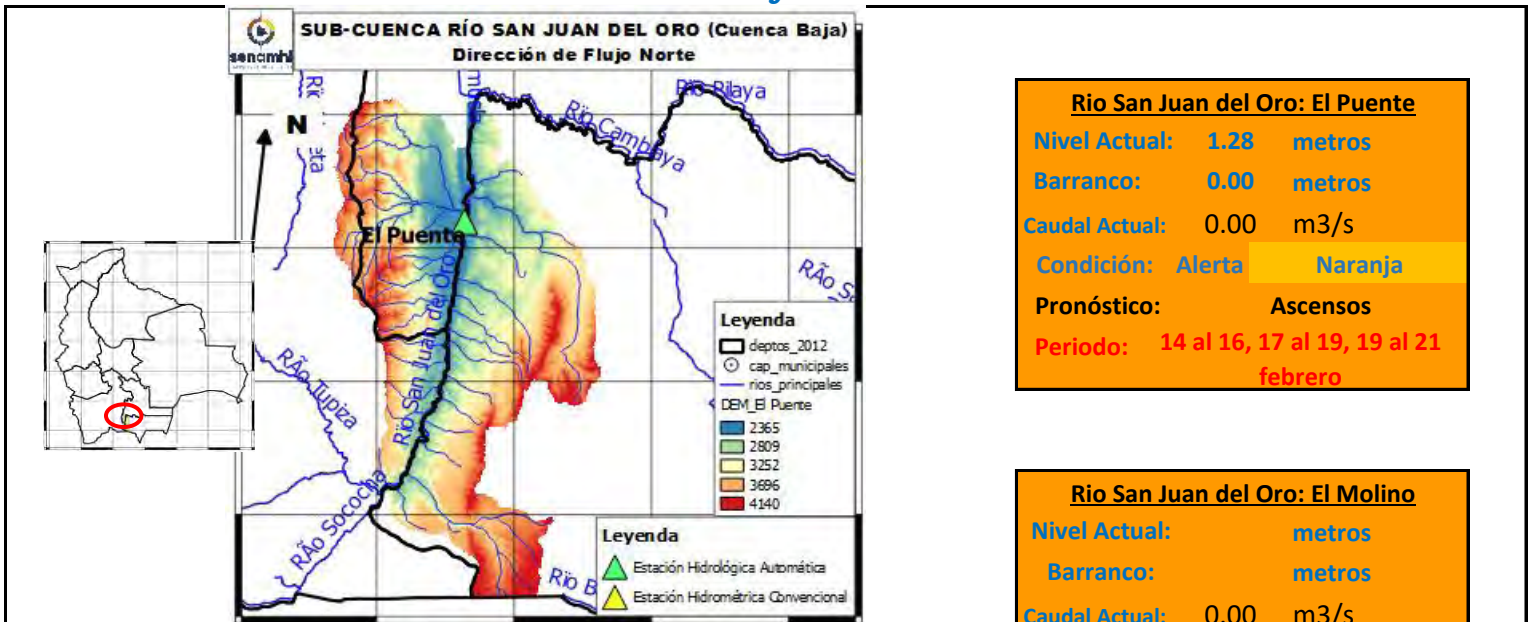 SUB-CUENCA RÍO SAN JUAN DEL ORO (Cuenca Baja)
Dirección de Flujo Norte
senamhi
N
Río Pilaya
Río Camblaya
El Puente
Río San Juan del Oro
RÃo Tupiza
RÃo Sococha
RÃo S
Río B
Leyenda
deptos_2012
cap_municipales
rios_principales
DEM_El Puente
2365
2809
3252
3696
4140
Leyenda
Estación Hidrológica Automática
Estación Hidrométrica Convencional
Rio San Juan del Oro: El Puente
Nivel Actual: 1.28 metros
Barranco: 0.00 metros
Caudal Actual: 0.00 m3/s
Condición: Alerta Naranja
Pronóstico: Ascensos
Periodo: 14 al 16, 17 al 19, 19 al 21
febrero
Rio San Juan del Oro: El Molino
Nivel Actual: metros
Barranco: metros
Caudal Actual: 0.00 m3/s